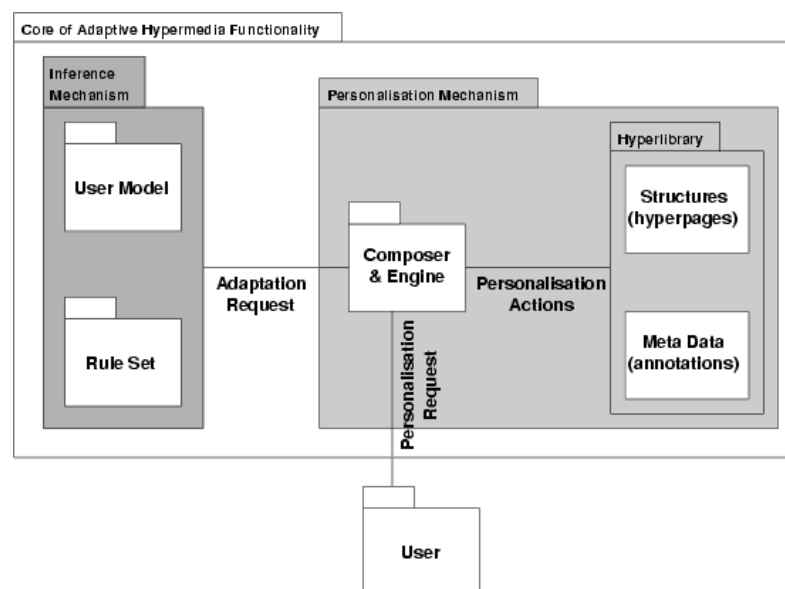 Core of Adaptive Hypermedia Functionality
Inference
Mechanism
User Model
Rule Set
Adaptation
Request
Personalisation Mechanism
Composer
& Engine
Personalisation
Actions
Hyperlibrary
Structures
(hyperpages)
Meta Data
(annotations)
Personalisation
Request
User